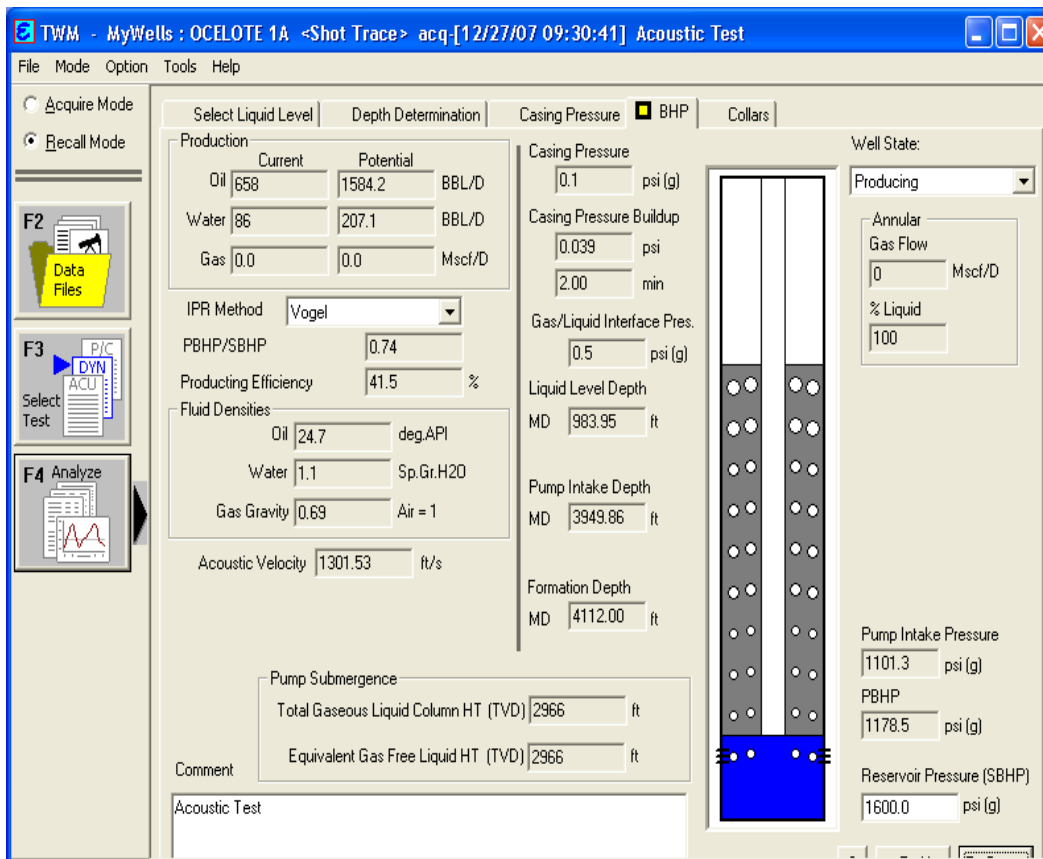 TWM - MyWells : OCELOTE 1A <Shot Trace> acq-[12/27/07 09:30:41] Acoustic Test
File Mode Option Tools Help
Acquire Mode
Recall Mode
F2
Data
Files
F3
P/C
DYN
ACU
Select
Test
F4 Analyze
Select Liquid Level Depth Determination Casing Pressure BHP Collars
Production
Current Potential
Oil 658 1584.2 BBL/D
Water 86 207.1 BBL/D
Gas 0.0 0.0 Mscf/D
IPR Method Vogel
PBHP/SBHP 0.74
Producting Efficiency 41.5 %
Fluid Densities
Oil 24.7 deg.API
Water 1.1 Sp.Gr.H2O
Gas Gravity 0.69 Air = 1
Acoustic Velocity 1301.53 ft/s
Casing Pressure
0.1 psi (g)
Casing Pressure Buildup
0.039 psi
2.00 min
Gas/Liquid Interface Pres.
0.5 psi (g)
Liquid Level Depth
MD 983.95 ft
Pump Intake Depth
MD 3949.86 ft
Formation Depth
MD 4112.00 ft
Pump Submergence
Total Gaseous Liquid Column HT (TVD) 2966 ft
Equivalent Gas Free Liquid HT (TVD) 2966 ft
Comment
Acoustic Test
Well State:
Producing
Annular
Gas Flow
0 Mscf/D
% Liquid
100
Pump Intake Pressure
1101.3 psi (g)
PBHP
1178.5 psi (g)
Reservoir Pressure (SBHP)
1600.0 psi (g)